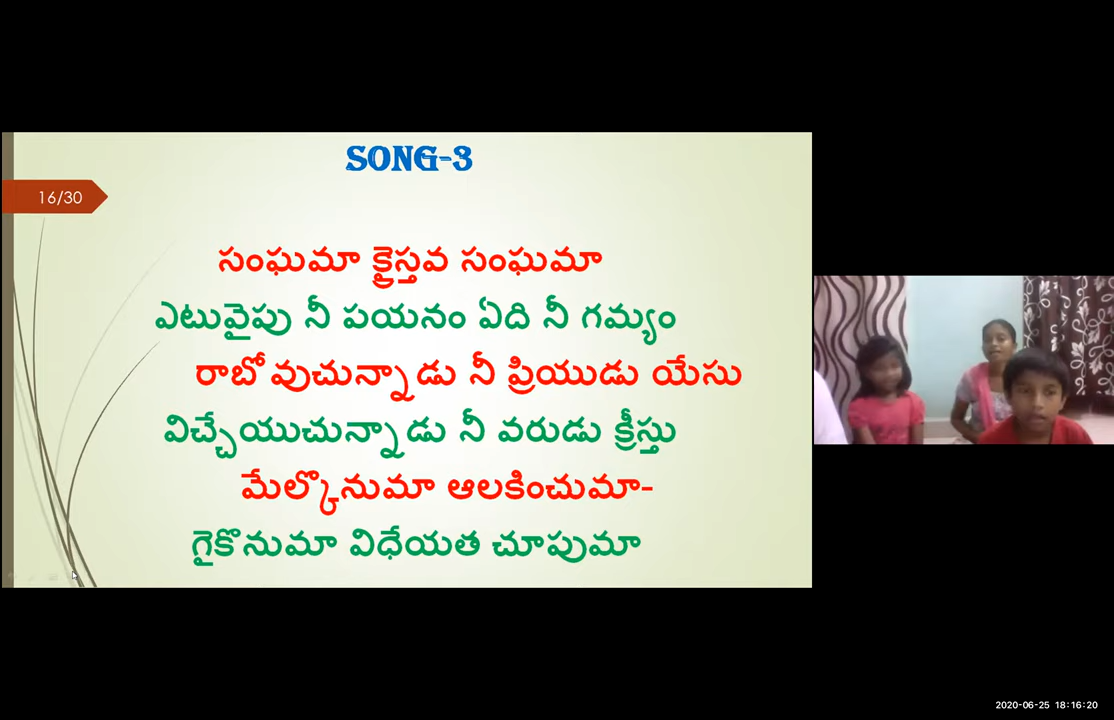 SONG-3
16/30
సంఘమా క్రైస్తవ సంఘమా
ఎటువైపు నీ పయనం ఏది నీ గమ్యం
రాబోవుచున్నాడు నీ ప్రియుడు యేసు
విచ్చేయుచున్నాడు నీ వరుడు క్రీస్తు
మేల్కొనుమా ఆలకించుమా-
గైకొనుమా విధేయత చూపుమా
2020-06-25 18:16:20